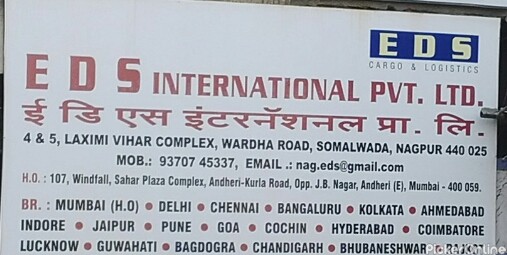 EDS
CARGO & LOGISTICS
E D S INTERNATIONAL PVT. LTD.
ई डि एस इंटरनॅशनल प्रा. लि.
4 & 5, LAXIMI VIHAR COMPLEX, WARDHA ROAD, SOMALWADA, NAGPUR 440 025
MOB.: 93707 45337, EMAIL .: nag.eds@gmail.com
H.O. : 107, Windfall, Sahar Plaza Complex, Andheri-Kurla Road, Opp. J.B. Nagar, Andheri (E), Mumbai - 400 059.
BR. : MUMBAI (H.O) • DELHI • CHENNAI • BANGALURU • KOLKATA • AHMEDABAD
INDORE • JAIPUR • PUNE • GOA • COCHIN • HYDERABAD • COIMBATORE
LUCKNOW • GUWAHATI • BAGDOGRA • CHANDIGARH • BHUBANESHWAR •